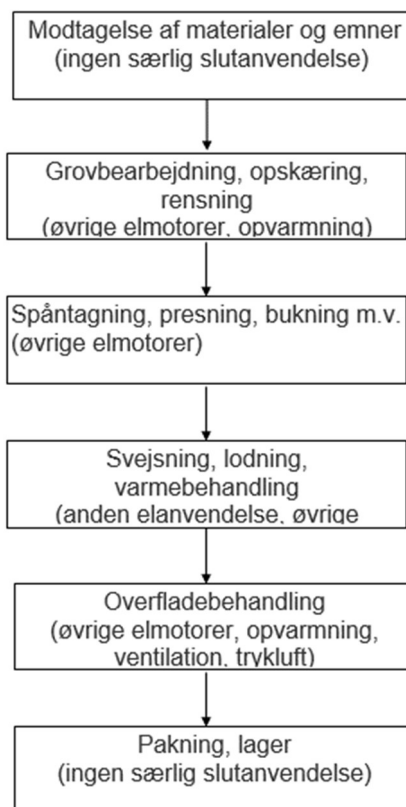 Modtagelse af materialer og emner
(ingen særlig slutanvendelse)
Grovbearbejdning, opskæring,
rensning
(øvrige elmotorer, opvarmning)
Spåntagning, presning, bukning m.v.
(øvrige elmotorer)
Svejsning, lodning,
varmebehandling
(anden elanvendelse, øvrige
Overfladebehandling
(øvrige elmotorer, opvarmning,
ventilation, trykluft)
Pakning, lager
(ingen særlig slutanvendelse)